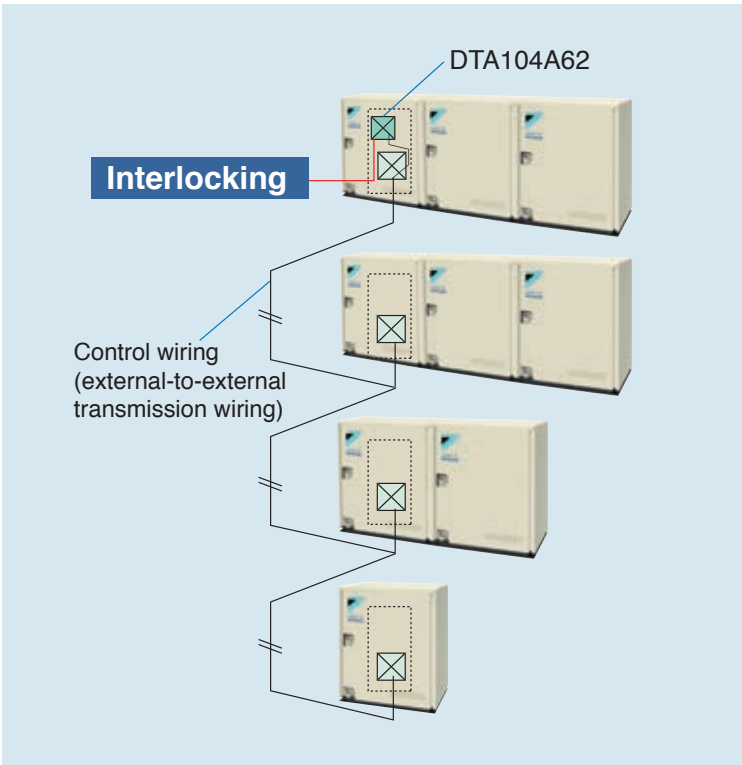 DTA104A62
Interlocking
Control wiring
(external-to-external
transmission wiring)